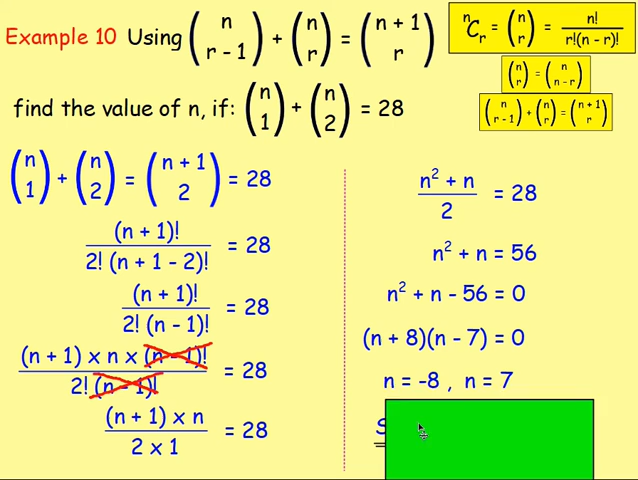 Example 10 Using (n r - 1) + (n r) = (n + 1 r)
ⁿCᵣ = (n r) = n! / r!(n - r)!
(n r) = (n n - r)
(n r - 1) + (n r) = (n + 1 r)
find the value of n, if: (n 1) + (n 2) = 28
(n 1) + (n 2) = (n + 1 2) = 28
(n + 1)! / 2! (n + 1 - 2)! = 28
(n + 1)! / 2! (n - 1)! = 28
(n + 1) x n x (n - 1)! / 2! (n - 1)! = 28
(n + 1) x n / 2 x 1 = 28
n² + n / 2 = 28
n² + n = 56
n² + n - 56 = 0
(n + 8)(n - 7) = 0
n = -8 , n = 7